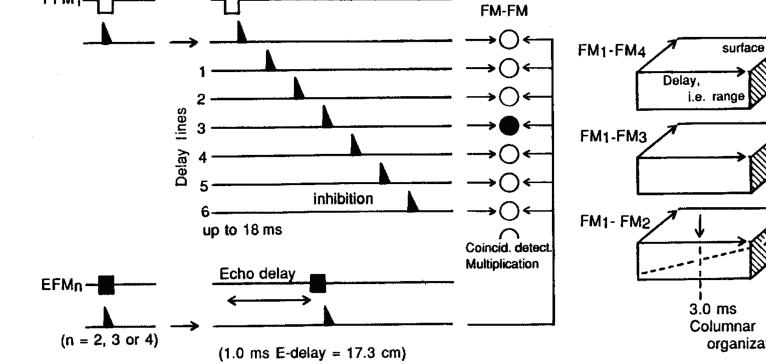 FM-FM
1
2
3
4
5
6
Delay lines
inhibition
up to 18 ms
Coincid. detect.
Multiplication
EFMn
Echo delay
(n = 2, 3 or 4)
(1.0 ms E-delay = 17.3 cm)
FM1-FM4
surface
Delay,
i.e. range
FM1-FM3
FM1- FM2
3.0 ms
Columnar